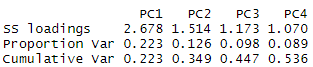 PC1 PC2 PC3 PC4
SS loadings 2.678 1.514 1.173 1.070
Proportion Var 0.223 0.126 0.098 0.089
Cumulative Var 0.223 0.349 0.447 0.536